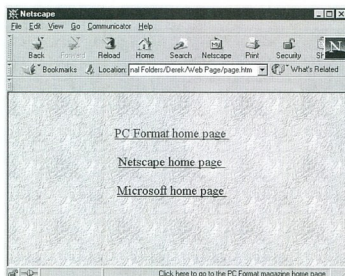 Netscape
File Edit View Go Communicator Help
Back Forward Reload Home Search Netscape Print Security
N
Bookmarks Location: nal Folders/Derek/Web Page/page.htm What's Related
PC Format home page
Netscape home page
Microsoft home page
Click here to go to the PC Format magazine home page